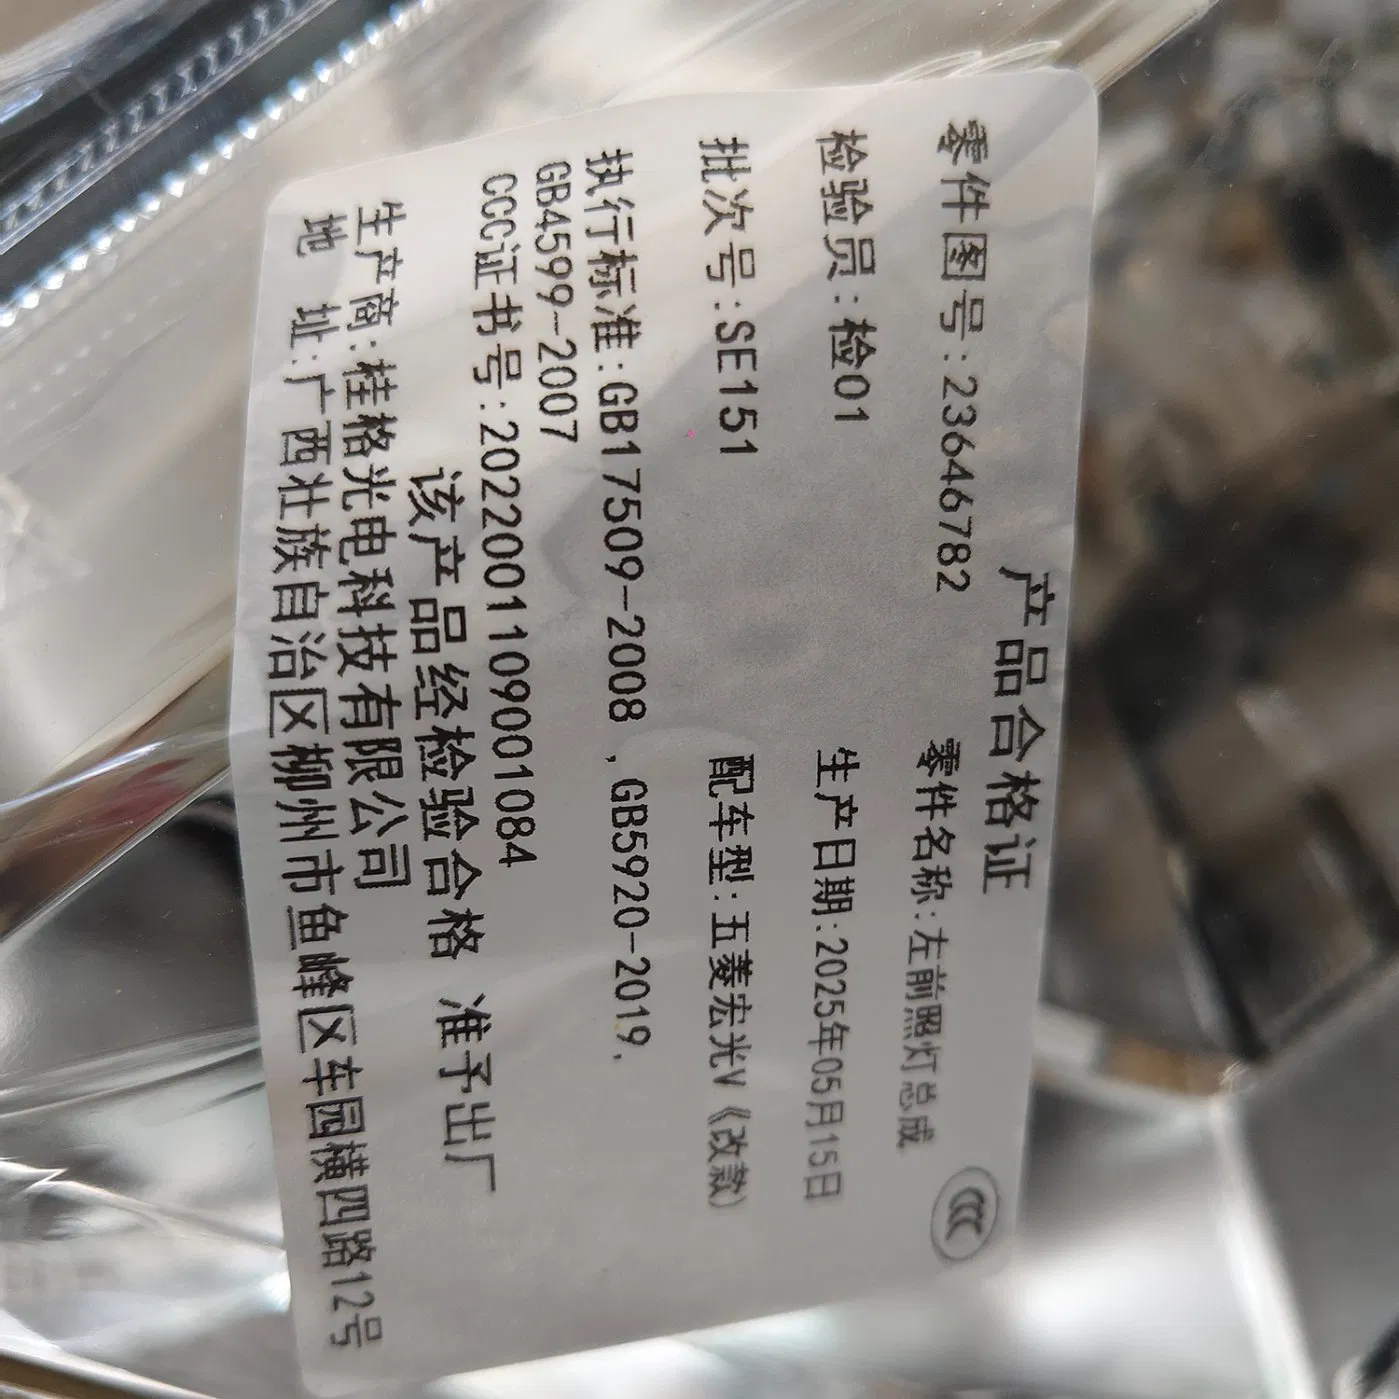 产品合格证
CCC
零件图号:23646782 零件名称:左前照灯总成
检验员:检01 生产日期:2025年05月15日
批次号:SE151 配车型:五菱宏光V《改款》
执行标准:GB17509-2008 ,GB5920-2019.
GB4599-2007
CCC证书号:2022001109001084
该产品经检验合格 准予出厂
生产商:桂格光电科技有限公司
地 址:广西壮族自治区柳州市鱼峰区车园横四路12号